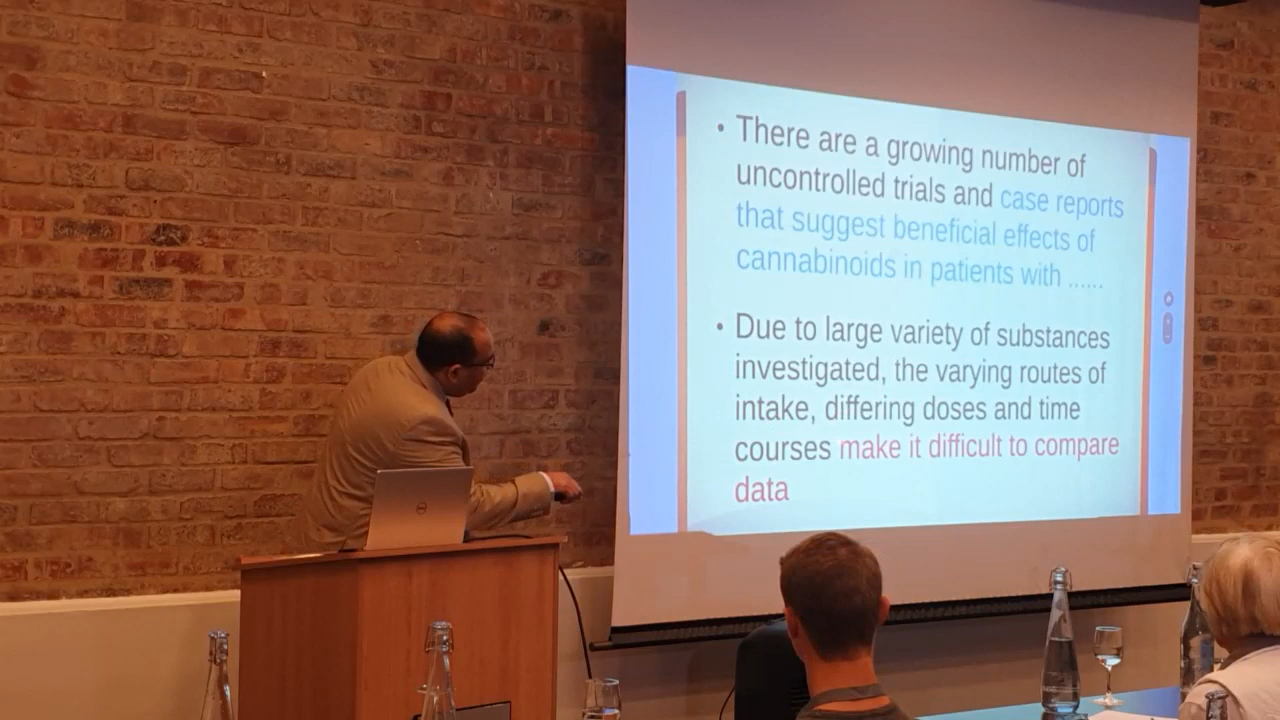 • There are a growing number of
uncontrolled trials and case reports
that suggest beneficial effects of
cannabinoids in patients with ......
• Due to large variety of substances
investigated, the varying routes of
intake, differing doses and time
courses make it difficult to compare
data
DELL